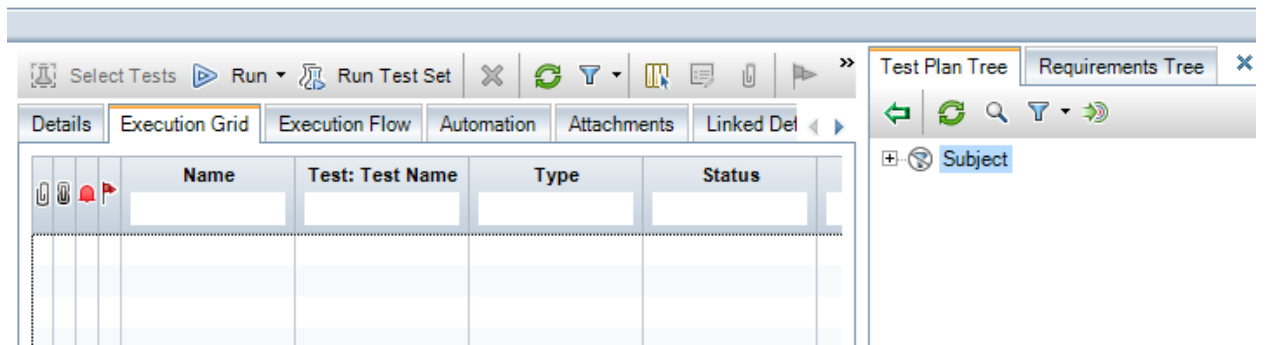 Select Tests Run Run Test Set »
Test Plan Tree Requirements Tree
Details Execution Grid Execution Flow Automation Attachments Linked Def
Subject
Name Test: Test Name Type Status